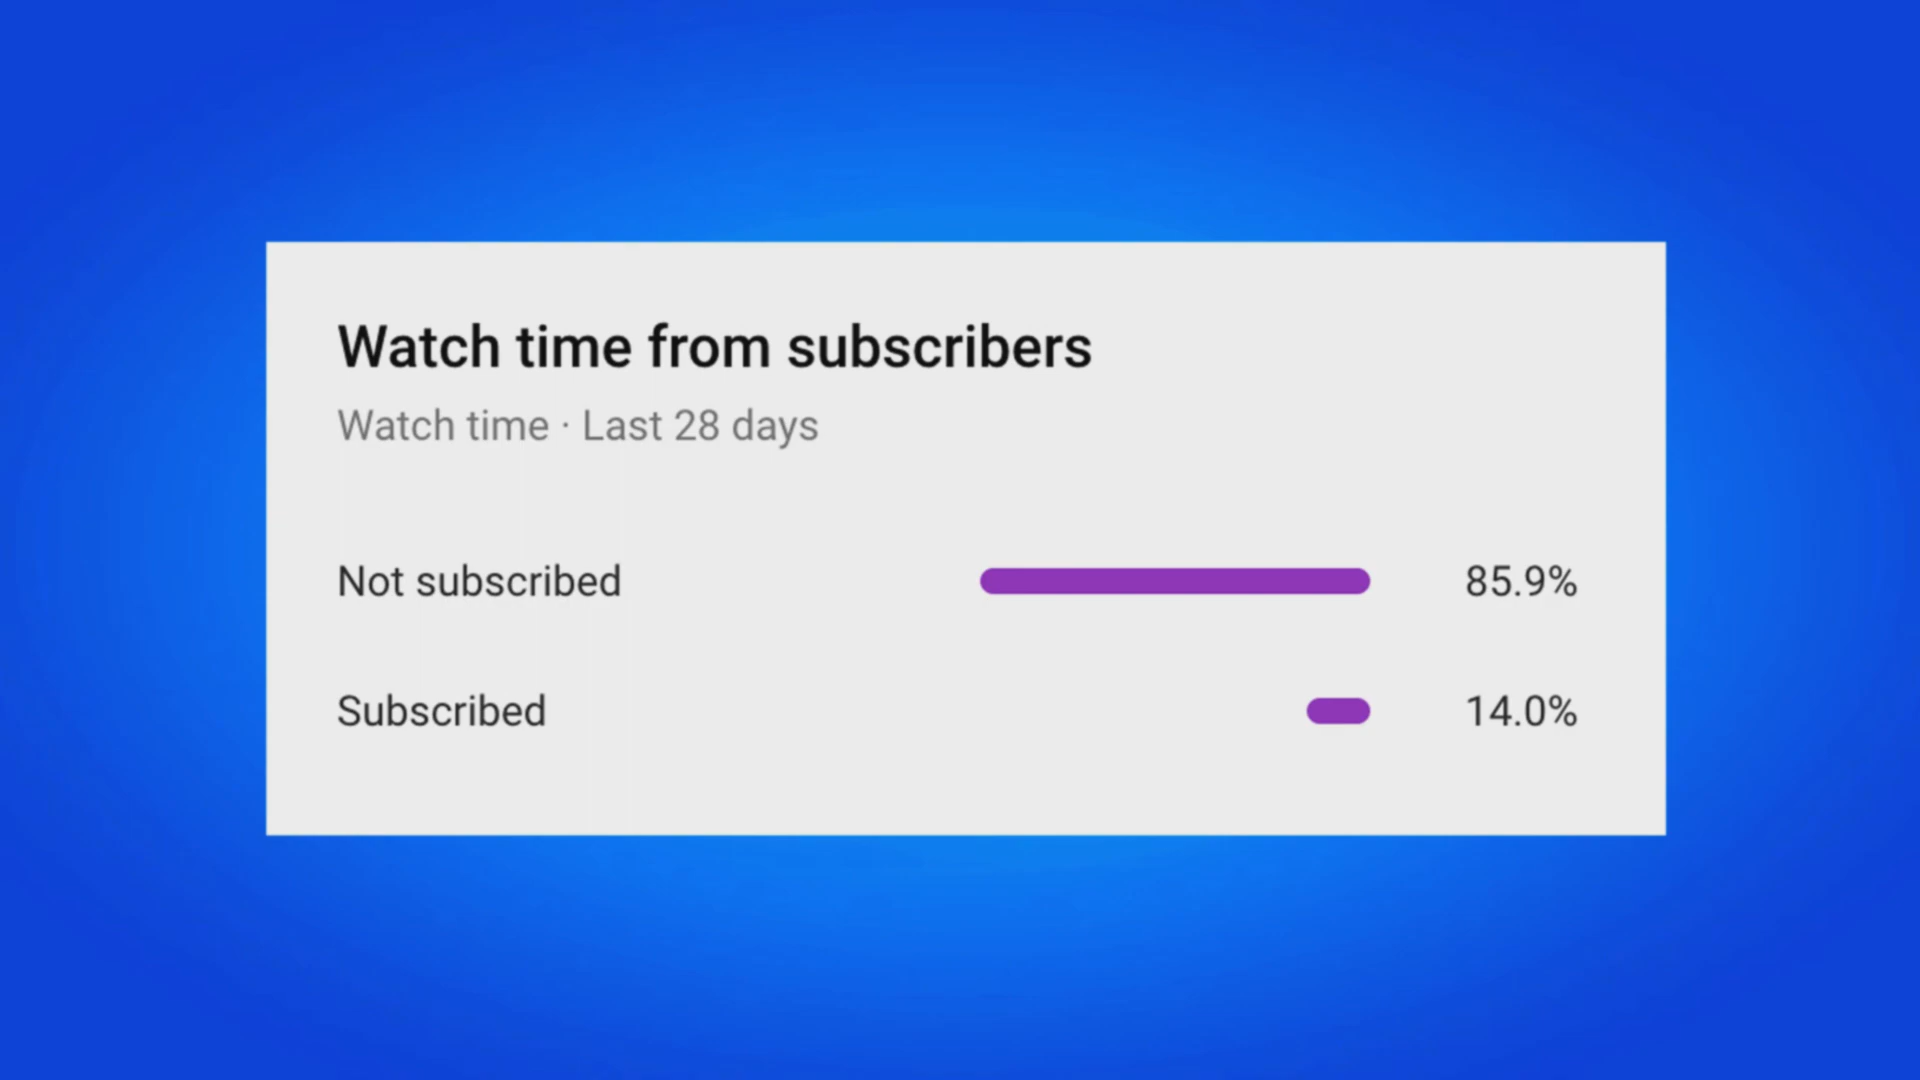 Watch time from subscribers
Watch time · Last 28 days
Not subscribed 85.9%
Subscribed 14.0%